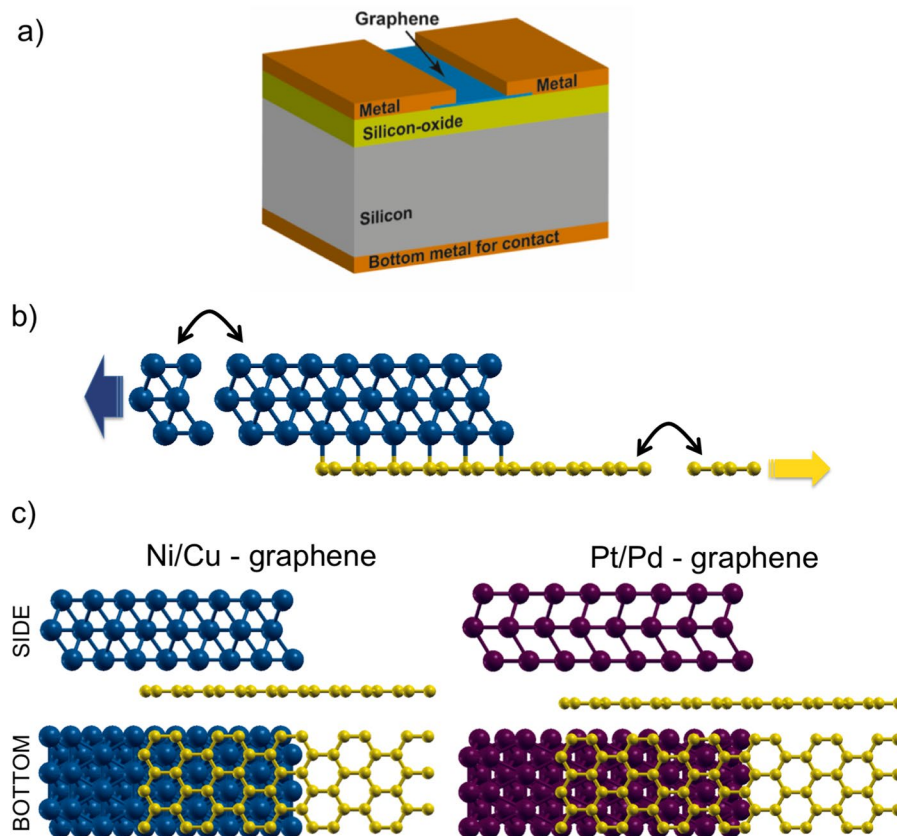 a)
Graphene
Metal
Metal
Silicon-oxide
Silicon
Bottom metal for contact
b)
c)
Ni/Cu - graphene
Pt/Pd - graphene
SIDE
BOTTOM